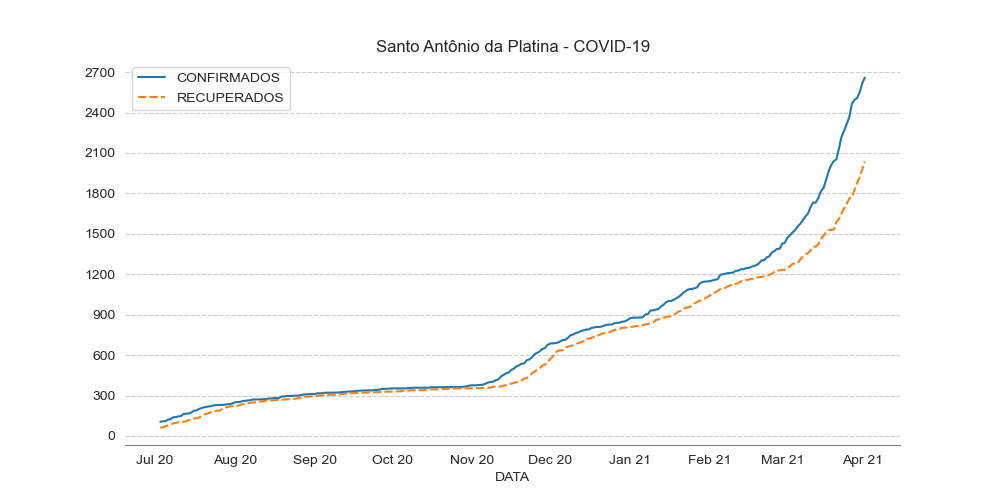 Santo Antônio da Platina - COVID-19
CONFIRMADOS
RECUPERADOS
2700
2400
2100
1800
1500
1200
900
600
300
0
Jul 20 Aug 20 Sep 20 Oct 20 Nov 20 Dec 20 Jan 21 Feb 21 Mar 21 Apr 21
DATA